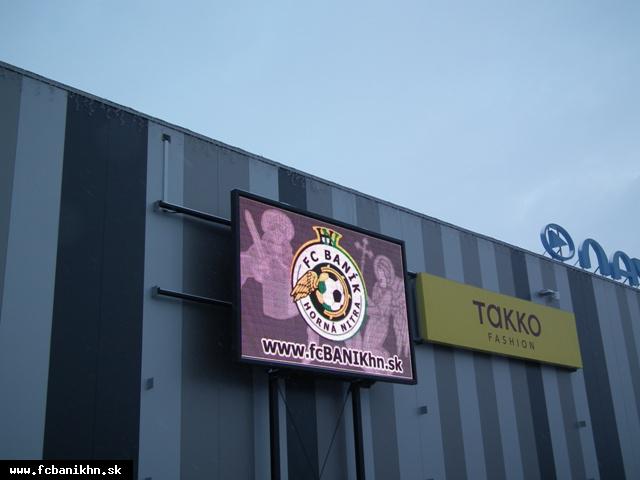 FC BANÍK
HORNÁ NITRA
www.fcBANIKhn.sk
TAKKO
FASHION
www.fcbanikhn.sk